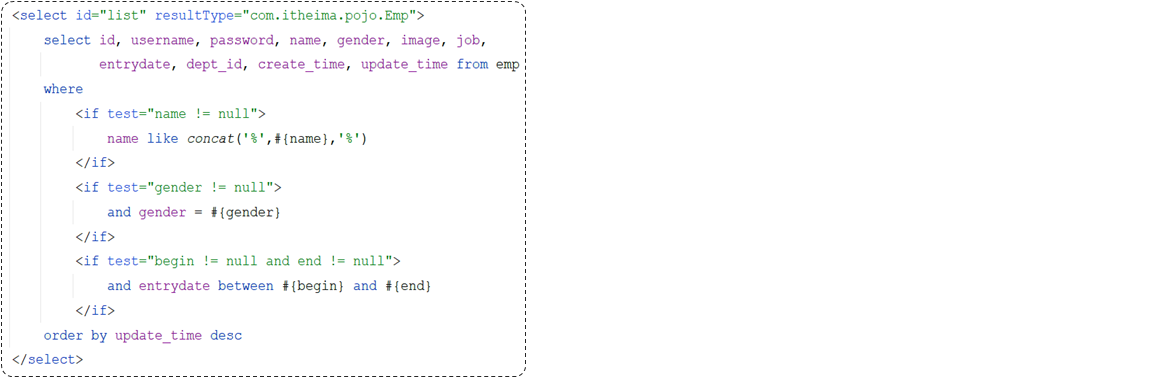 <select id="list" resultType="com.itheima.pojo.Emp">
    select id, username, password, name, gender, image, job,
           entrydate, dept_id, create_time, update_time from emp
    where
        <if test="name != null">
            name like concat('%',#{name},'%')
        </if>
        <if test="gender != null">
            and gender = #{gender}
        </if>
        <if test="begin != null and end != null">
            and entrydate between #{begin} and #{end}
        </if>
    order by update_time desc
</select>